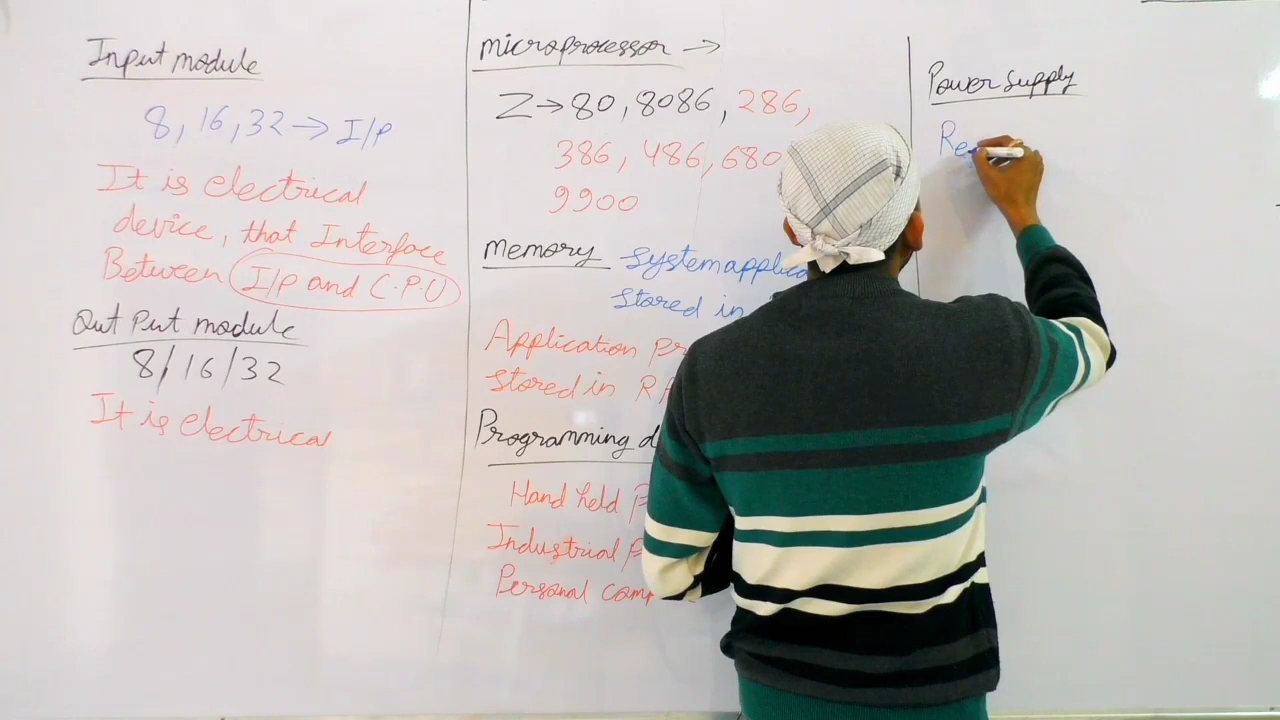 Input module
8, 16, 32 → I/P
It is electrical
device, that Interface
Between I/P and C.P.U
Out Put module
8/16/32
It is electrical
microprocessor →
Z → 80, 8086, 286,
386, 486, 680
9900
Memory System
Stored in
Application
Stored in
Programming
Hand held
Industrial
Personal
Power Supply